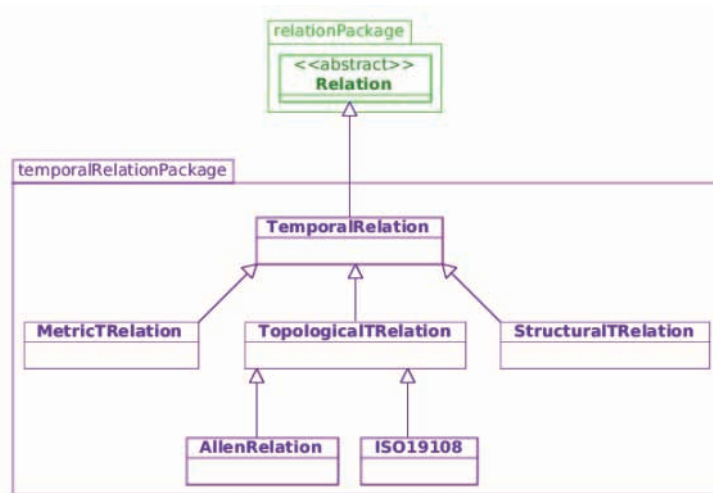 relationPackage
<<abstract>>
Relation
temporalRelationPackage
TemporalRelation
MetricTRelation
TopologicalTRelation
StructuralTRelation
AllenRelation
ISO19108